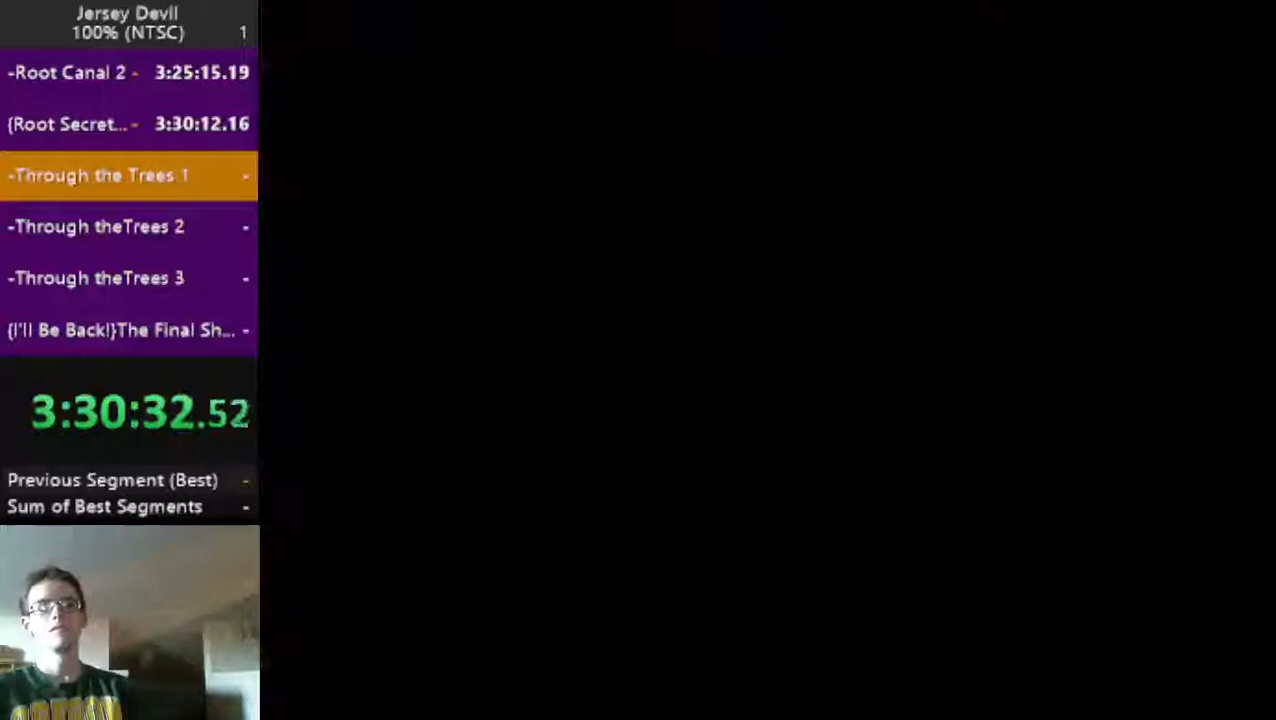 Jersey Devil
100% (NTSC) 1
-Root Canal 2 - 3:25:15.19
{Root Secret... - 3:30:12.16
-Through the Trees 1 -
-Through theTrees 2 -
-Through theTrees 3 -
{I'll Be Back!}The Final Sh... -
3:30:32.52
Previous Segment (Best) -
Sum of Best Segments -